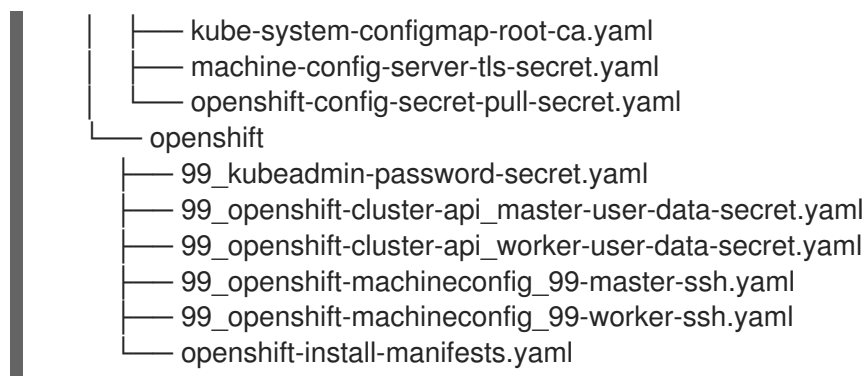 │   ├── kube-system-configmap-root-ca.yaml
│   ├── machine-config-server-tls-secret.yaml
│   └── openshift-config-secret-pull-secret.yaml
└── openshift
    ├── 99_kubeadmin-password-secret.yaml
    ├── 99_openshift-cluster-api_master-user-data-secret.yaml
    ├── 99_openshift-cluster-api_worker-user-data-secret.yaml
    ├── 99_openshift-machineconfig_99-master-ssh.yaml
    ├── 99_openshift-machineconfig_99-worker-ssh.yaml
    └── openshift-install-manifests.yaml